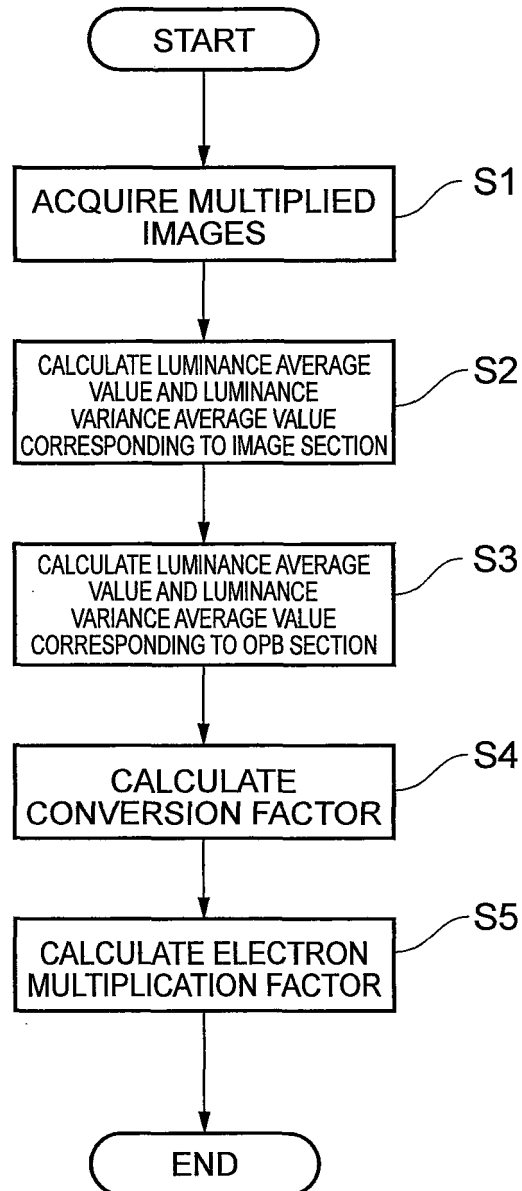 START
ACQUIRE MULTIPLIED
IMAGES
S1
CALCULATE LUMINANCE AVERAGE
VALUE AND LUMINANCE
VARIANCE AVERAGE VALUE
CORRESPONDING TO IMAGE SECTION
S2
CALCULATE LUMINANCE AVERAGE
VALUE AND LUMINANCE
VARIANCE AVERAGE VALUE
CORRESPONDING TO OPB SECTION
S3
CALCULATE
CONVERSION FACTOR
S4
CALCULATE ELECTRON
MULTIPLICATION FACTOR
S5
END